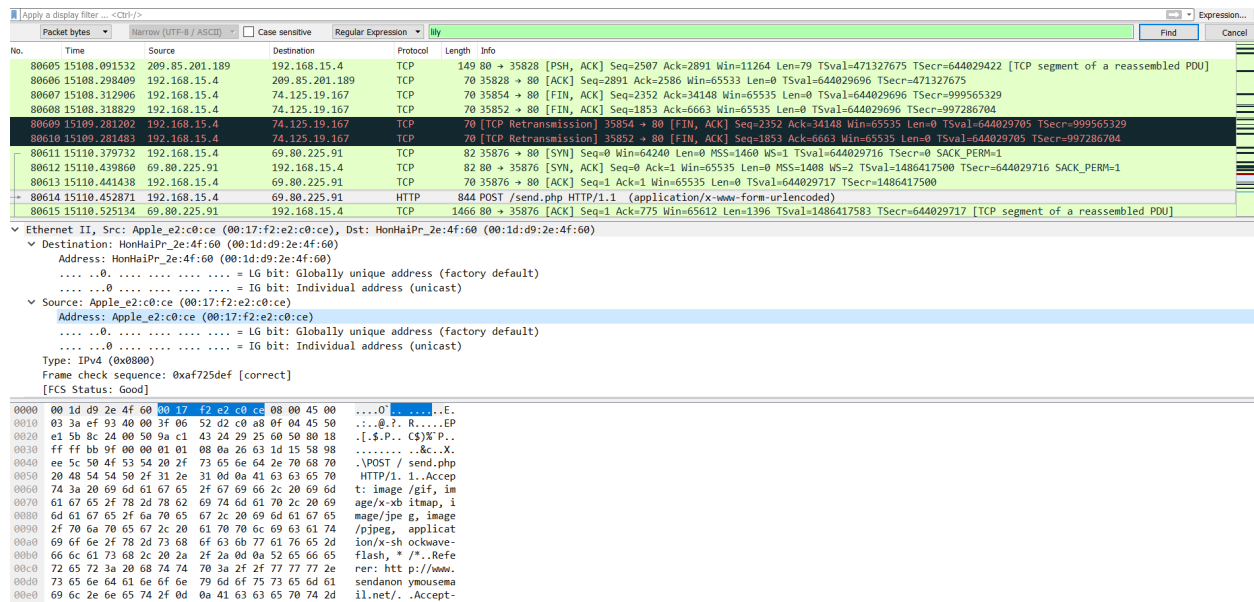 Apply a display filter ... <Ctrl-/> Expression...
Packet bytes Narrow (UTF-8 / ASCII) Case sensitive Regular Expression lily Find Cancel
No. Time Source Destination Protocol Length Info
80605 15108.091532 209.85.201.189 192.168.15.4 TCP 149 80 → 35828 [PSH, ACK] Seq=2507 Ack=2891 Win=11264 Len=79 TSval=471327675 TSecr=644029422 [TCP segment of a reassembled PDU]
80606 15108.298409 192.168.15.4 209.85.201.189 TCP 70 35828 → 80 [ACK] Seq=2891 Ack=2586 Win=65533 Len=0 TSval=644029696 TSecr=471327675
80607 15108.312906 192.168.15.4 74.125.19.167 TCP 70 35854 → 80 [FIN, ACK] Seq=2352 Ack=34148 Win=65535 Len=0 TSval=644029696 TSecr=999565329
80608 15108.318829 192.168.15.4 74.125.19.167 TCP 70 35852 → 80 [FIN, ACK] Seq=1853 Ack=6663 Win=65535 Len=0 TSval=644029696 TSecr=997286704
80609 15109.281202 192.168.15.4 74.125.19.167 TCP 70 [TCP Retransmission] 35854 → 80 [FIN, ACK] Seq=2352 Ack=34148 Win=65535 Len=0 TSval=644029705 TSecr=999565329
80610 15109.281483 192.168.15.4 74.125.19.167 TCP 70 [TCP Retransmission] 35852 → 80 [FIN, ACK] Seq=1853 Ack=6663 Win=65535 Len=0 TSval=644029705 TSecr=997286704
80611 15110.379732 192.168.15.4 69.80.225.91 TCP 82 35876 → 80 [SYN] Seq=0 Win=64240 Len=0 MSS=1460 WS=1 TSval=644029716 TSecr=0 SACK_PERM=1
80612 15110.439860 69.80.225.91 192.168.15.4 TCP 82 80 → 35876 [SYN, ACK] Seq=0 Ack=1 Win=65535 Len=0 MSS=1408 WS=2 TSval=1486417500 TSecr=644029716 SACK_PERM=1
80613 15110.441438 192.168.15.4 69.80.225.91 TCP 70 35876 → 80 [ACK] Seq=1 Ack=1 Win=65535 Len=0 TSval=644029717 TSecr=1486417500
80614 15110.452871 192.168.15.4 69.80.225.91 HTTP 844 POST /send.php HTTP/1.1 (application/x-www-form-urlencoded)
80615 15110.525134 69.80.225.91 192.168.15.4 TCP 1466 80 → 35876 [ACK] Seq=1 Ack=775 Win=65612 Len=1396 TSval=1486417583 TSecr=644029717 [TCP segment of a reassembled PDU]
Ethernet II, Src: Apple_e2:c0:ce (00:17:f2:e2:c0:ce), Dst: HonHaiPr_2e:4f:60 (00:1d:d9:2e:4f:60)
Destination: HonHaiPr_2e:4f:60 (00:1d:d9:2e:4f:60)
Address: HonHaiPr_2e:4f:60 (00:1d:d9:2e:4f:60)
.... ..0. .... .... .... .... = LG bit: Globally unique address (factory default)
.... ...0 .... .... .... .... = IG bit: Individual address (unicast)
Source: Apple_e2:c0:ce (00:17:f2:e2:c0:ce)
Address: Apple_e2:c0:ce (00:17:f2:e2:c0:ce)
.... ..0. .... .... .... .... = LG bit: Globally unique address (factory default)
.... ...0 .... .... .... .... = IG bit: Individual address (unicast)
Type: IPv4 (0x0800)
Frame check sequence: 0xaf725def [correct]
[FCS Status: Good]
0000 00 1d d9 2e 4f 60 00 17 f2 e2 c0 ce 08 00 45 00 ....O`.. ......E.
0010 03 3a ef 93 40 00 3f 06 52 d2 c0 a8 0f 04 45 50 .:..@.?. R.....EP
0020 e1 5b 8c 24 00 50 9a c1 43 24 29 25 60 50 80 18 .[.$.P.. C$)%`P..
0030 ff ff bb 9f 00 00 01 01 08 0a 26 63 1d 15 58 98 ........ ..&c..X.
0040 ee 5c 50 4f 53 54 20 2f 73 65 6e 64 2e 70 68 70 .\POST / send.php
0050 20 48 54 54 50 2f 31 2e 31 0d 0a 41 63 63 65 70 HTTP/1. 1..Accep
0060 74 3a 20 69 6d 61 67 65 2f 67 69 66 2c 20 69 6d t: image /gif, im
0070 61 67 65 2f 78 2d 78 62 69 74 6d 61 70 2c 20 69 age/x-xb itmap, i
0080 6d 61 67 65 2f 6a 70 65 67 2c 20 69 6d 61 67 65 mage/jpe g, image
0090 2f 70 6a 70 65 67 2c 20 61 70 70 6c 69 63 61 74 /pjpeg, applicat
00a0 69 6f 6e 2f 78 2d 73 68 6f 63 6b 77 61 76 65 2d ion/x-sh ockwave-
00b0 66 6c 61 73 68 2c 20 2a 2f 2a 0d 0a 52 65 66 65 flash, * /*..Refe
00c0 72 65 72 3a 20 68 74 74 70 3a 2f 2f 77 77 77 2e rer: htt p://www.
00d0 73 65 6e 64 61 6e 6f 6e 79 6d 6f 75 73 65 6d 61 sendanon ymousema
00e0 69 6c 2e 6e 65 74 2f 0d 0a 41 63 63 65 70 74 2d il.net/. .Accept-